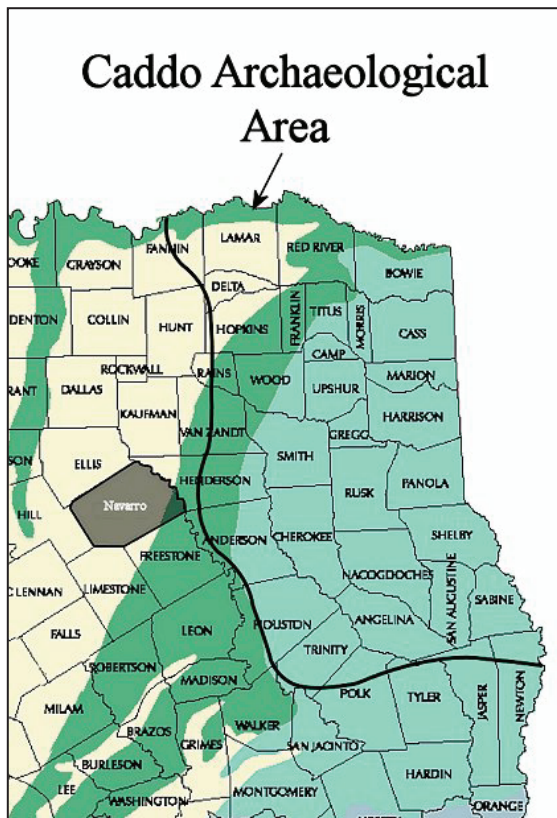 Caddo Archaeological
Area
LAMAR
FANNIN
RED RIVER
OOKE
GRAYSON
BOWIE
DELTA
DENTON
COLLIN
HUNT
HOPKINS
FRANKLIN
TITUS
MORRIS
CASS
ROCKWALL
RAINS
CAMP
MARION
RANT
DALLAS
WOOD
UPSHUR
KAUFMAN
HARRISON
VAN ZANDT
GREGG
SON
ELLIS
SMITH
HENDERSON
PANOLA
RUSK
Navarro
HILL
ANDERSON
CHEROKEE
SHELBY
FREESTONE
NACOGDOCHES
SAN AUGUSTINE
C LENNAN
LIMESTONE
SABINE
ANGELINA
FALLS
LEON
HOUSTON
TRINITY
ROBERTSON
MADISON
POLK
TYLER
JASPER
NEWTON
MILAM
BRAZOS
WALKER
GRIMES
SAN JACINTO
BURLESON
HARDIN
LEE
WASHINGTON
MONTGOMERY
ORANGE